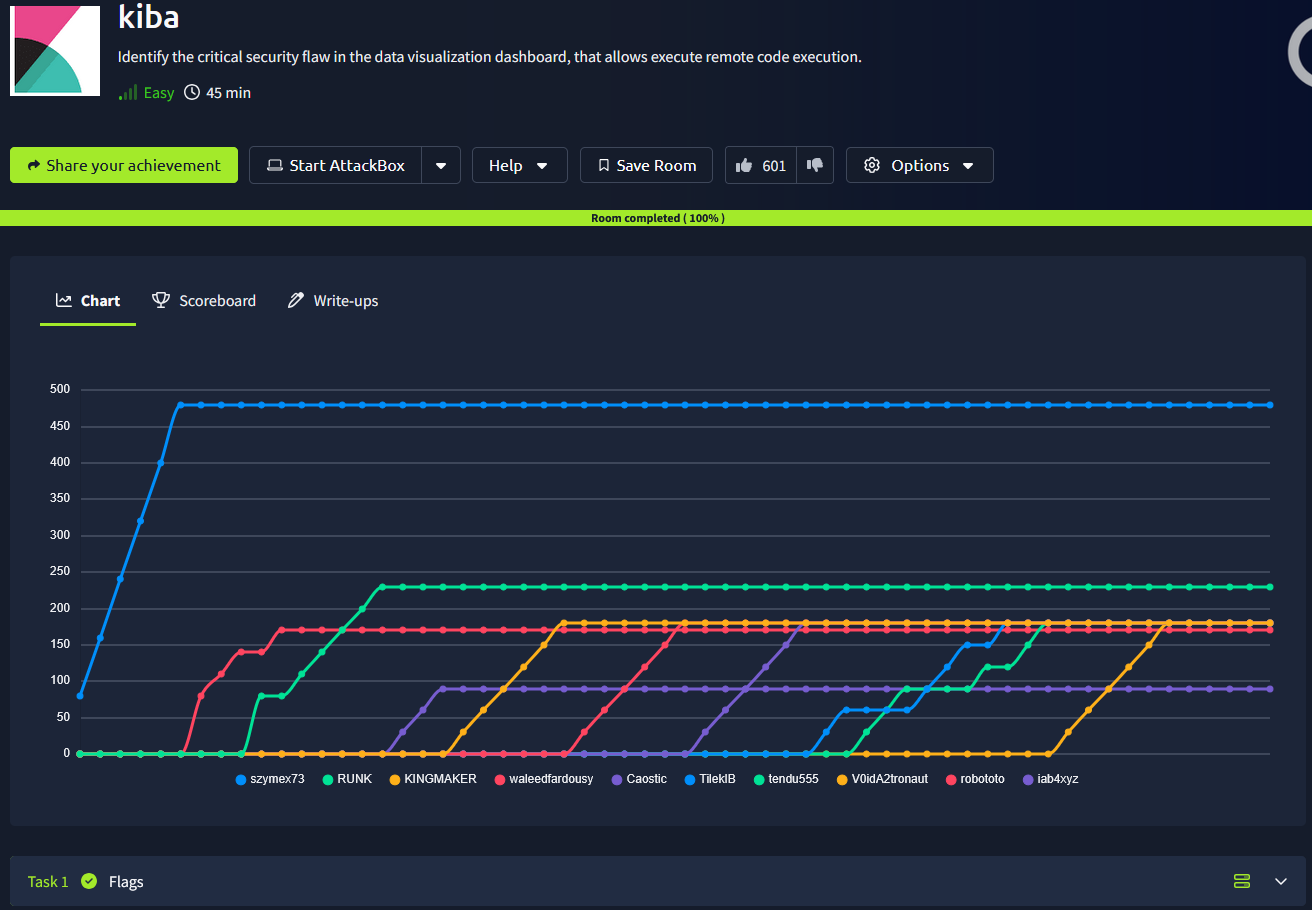 kiba
Identify the critical security flaw in the data visualization dashboard, that allows execute remote code execution.
Easy 45 min
Share your achievement Start AttackBox Help Save Room 601 Options
Room completed ( 100% )
Chart Scoreboard Write-ups
500
450
400
350
300
250
200
150
100
50
0
szymex73 RUNK KINGMAKER waleedfardousy Caostic TilekIB tendu555 V0idA2tronaut robototo iab4xyz
Task 1 Flags